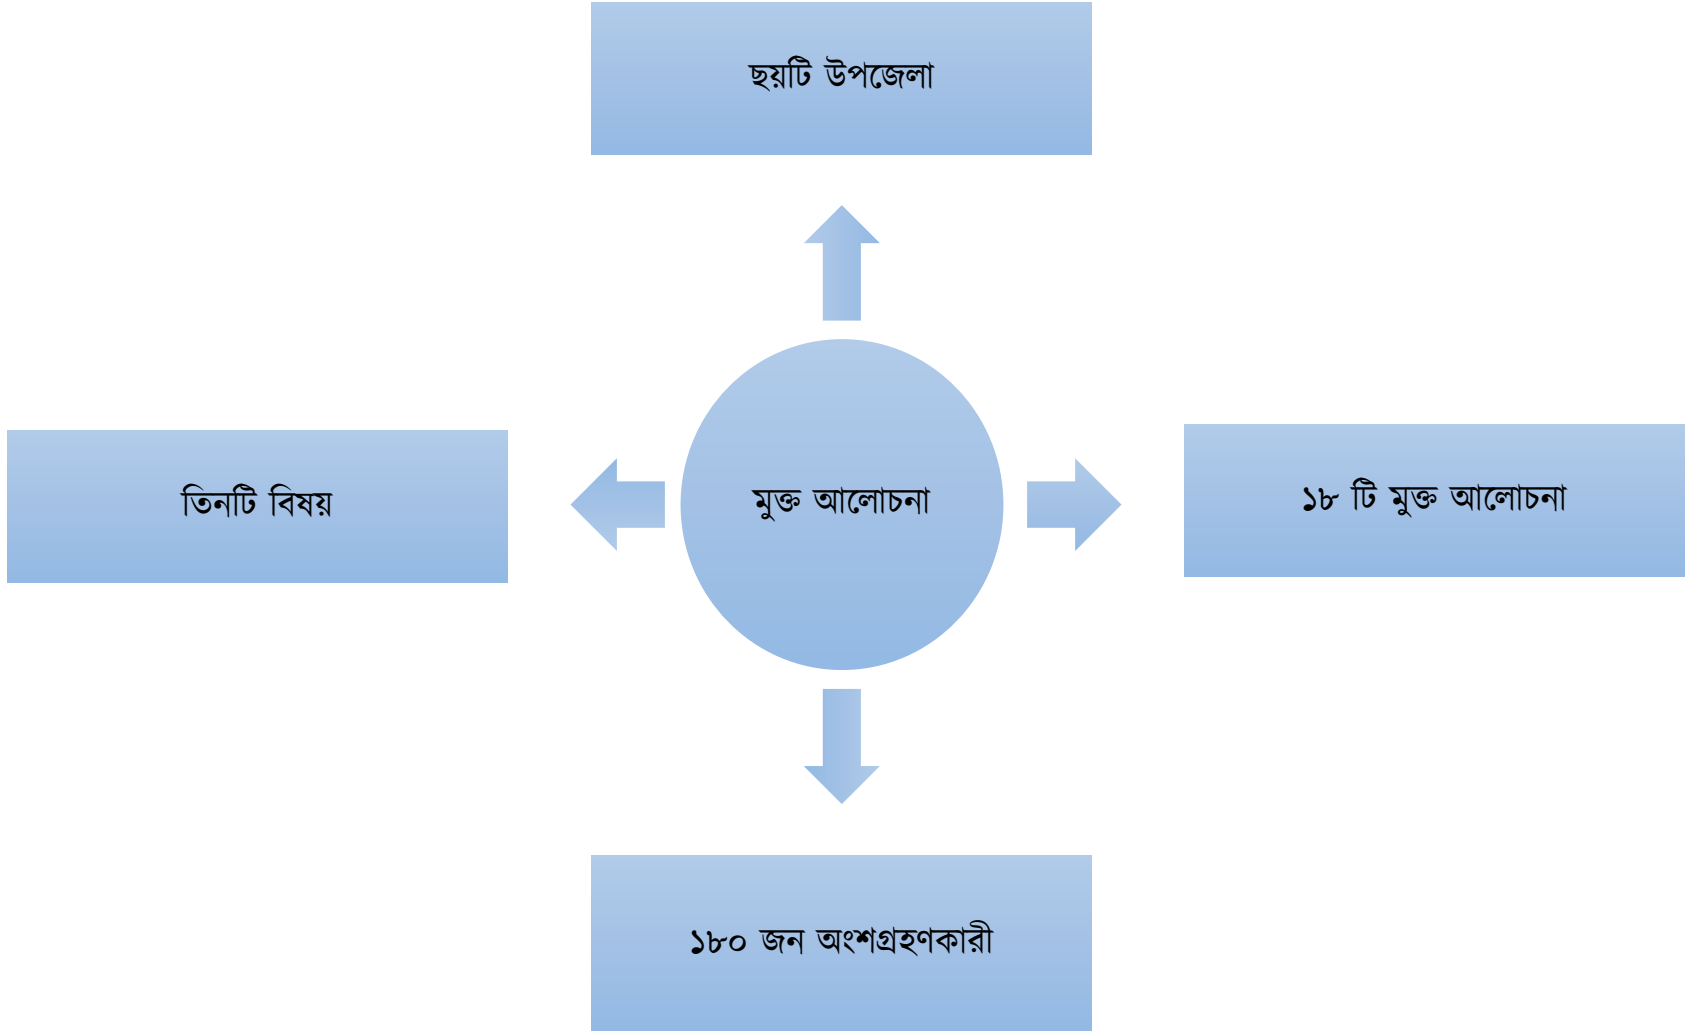 ছয়টি উপজেলা
তিনটি বিষয়
মুক্ত আলোচনা
১৮ টি মুক্ত আলোচনা
১৮০ জন অংশগ্রহণকারী